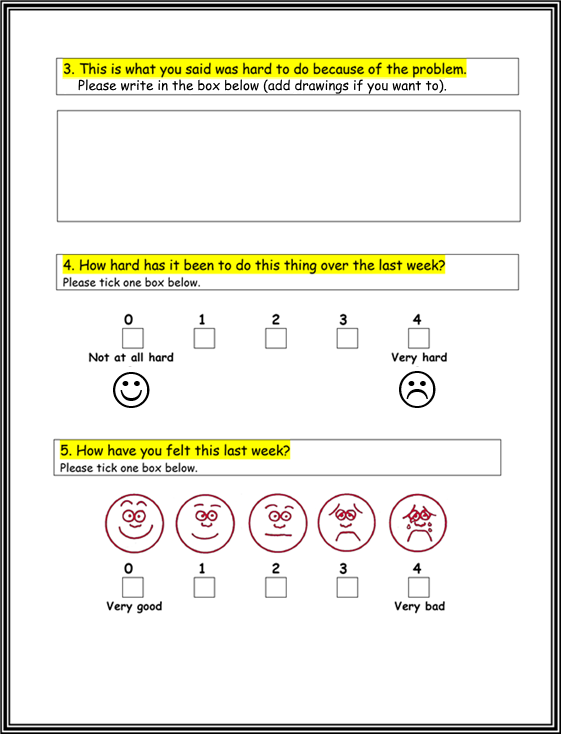 3. This is what you said was hard to do because of the problem.
Please write in the box below (add drawings if you want to).
4. How hard has it been to do this thing over the last week?
Please tick one box below.
0 1 2 3 4
Not at all hard Very hard
5. How have you felt this last week?
Please tick one box below.
0 1 2 3 4
Very good Very bad